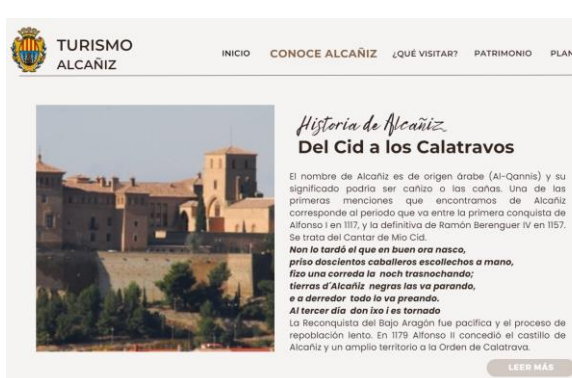 TURISMO
ALCAÑIZ
INICIO CONOCE ALCAÑIZ ¿QUÉ VISITAR? PATRIMONIO PLAN
Historia de Alcañiz
Del Cid a los Calatravos
El nombre de Alcañiz es de origen árabe (Al-Qannis) y su
significado podría ser cañizo o las cañas. Una de las
primeras menciones que encontramos de Alcañiz
corresponde al periodo que va entre la primera conquista de
Alfonso I en 1117, y la definitiva de Ramón Berenguer IV en 1157.
Se trata del Cantar de Mio Cid.
Non lo tardó el que en buen ora nasco,
priso doscientos caballeros escollechos a mano,
fizo una correda la noch trasnochando;
tierras d´Alcañiz negras las va parando,
e a derredor todo lo va preando.
Al tercer día don ixo i es tornado
La Reconquista del Bajo Aragón fue pacífica y el proceso de
repoblación lento. En 1179 Alfonso II concedió el castillo de
Alcañiz y un amplio territorio a la Orden de Calatrava.
LEER MÁS